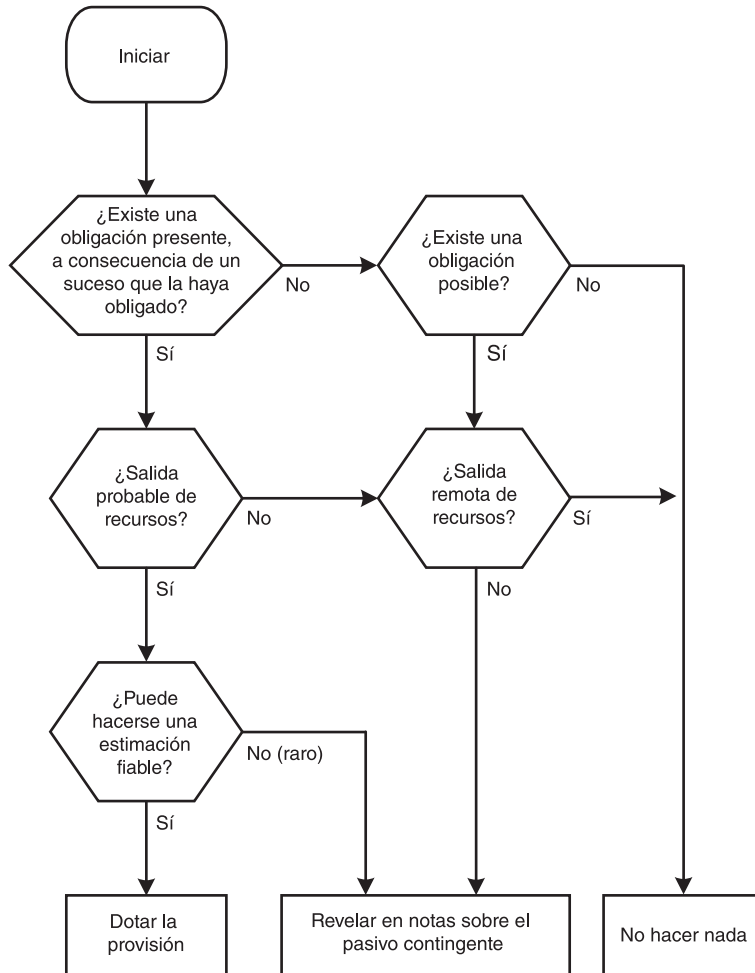 Iniciar
¿Existe una
obligación presente,
a consecuencia de un
suceso que la haya
obligado?
No
¿Existe una
obligación
posible?
No
Sí
Sí
¿Salida
probable de
recursos?
No
¿Salida
remota de
recursos?
Sí
Sí
No
¿Puede
hacerse una
estimación
fiable?
No (raro)
Sí
Dotar la
provisión
Revelar en notas sobre el
pasivo contingente
No hacer nada